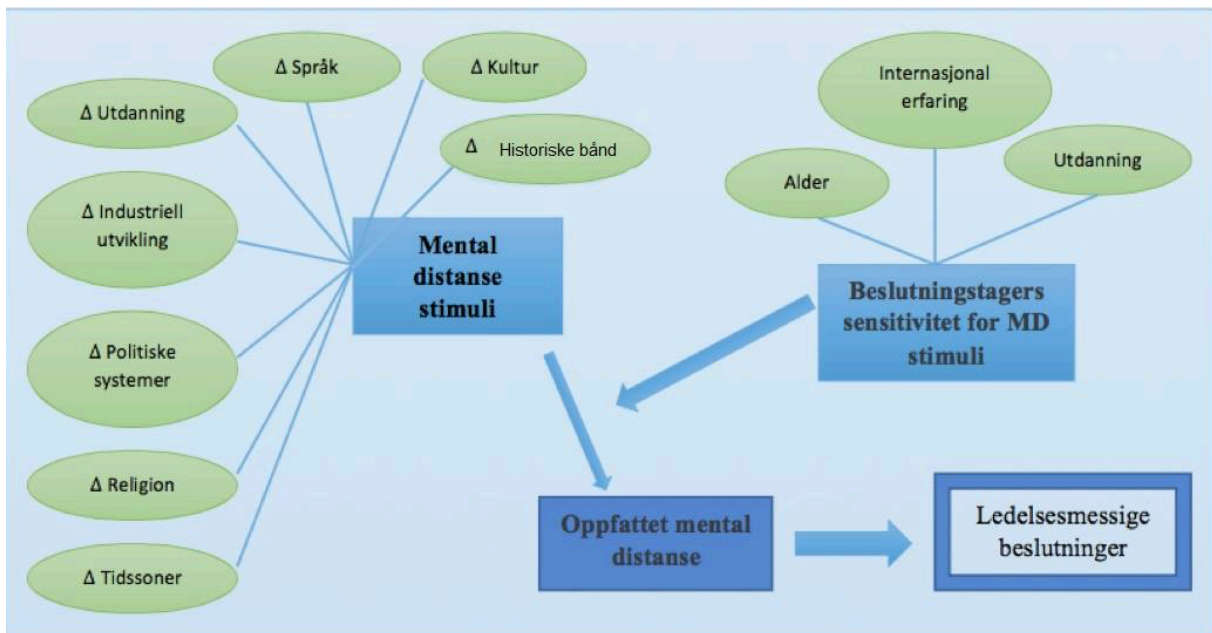 Δ Språk
Δ Kultur
Δ Utdanning
Δ Historiske bånd
Δ Industriell
utvikling
Δ Politiske
systemer
Δ Religion
Δ Tidssoner
Mental
distanse
stimuli
Internasjonal
erfaring
Alder
Utdanning
Beslutningstagers
sensitivitet for MD
stimuli
Oppfattet mental
distanse
Ledelsesmessige
beslutninger